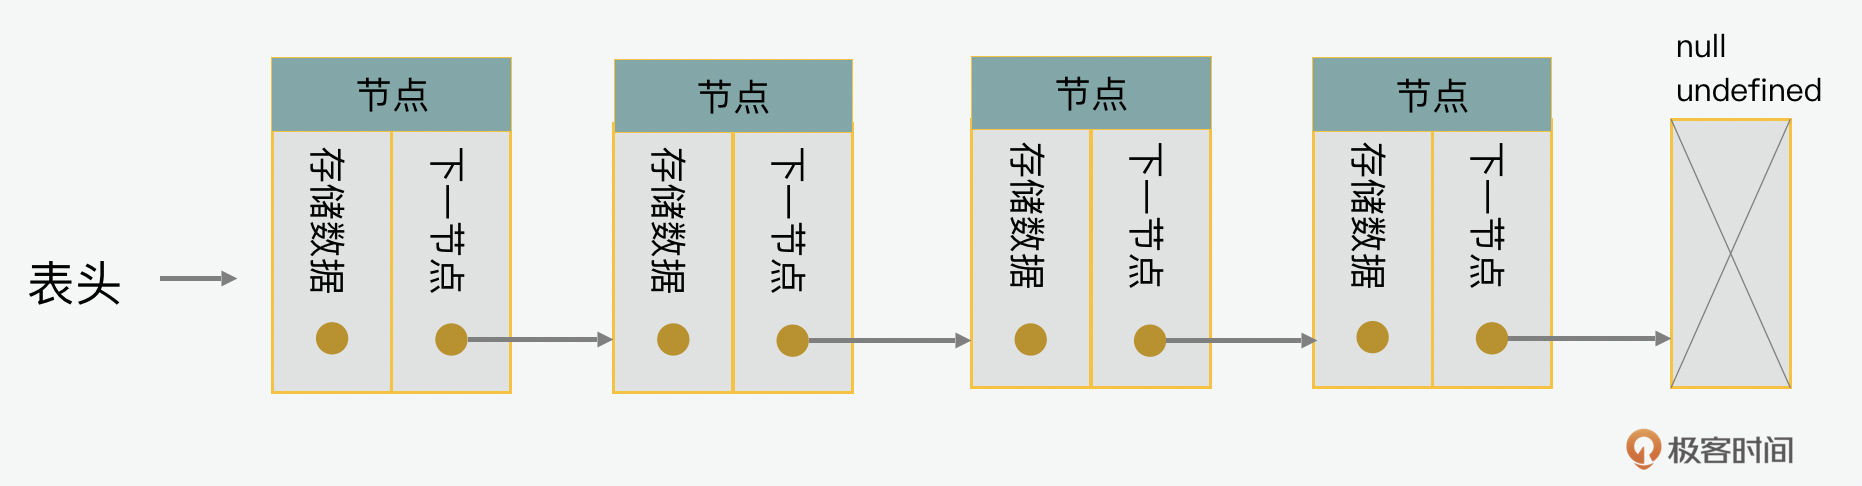 表头
节点
存储数据
下一节点
节点
存储数据
下一节点
节点
存储数据
下一节点
节点
存储数据
下一节点
null
undefined
极客时间